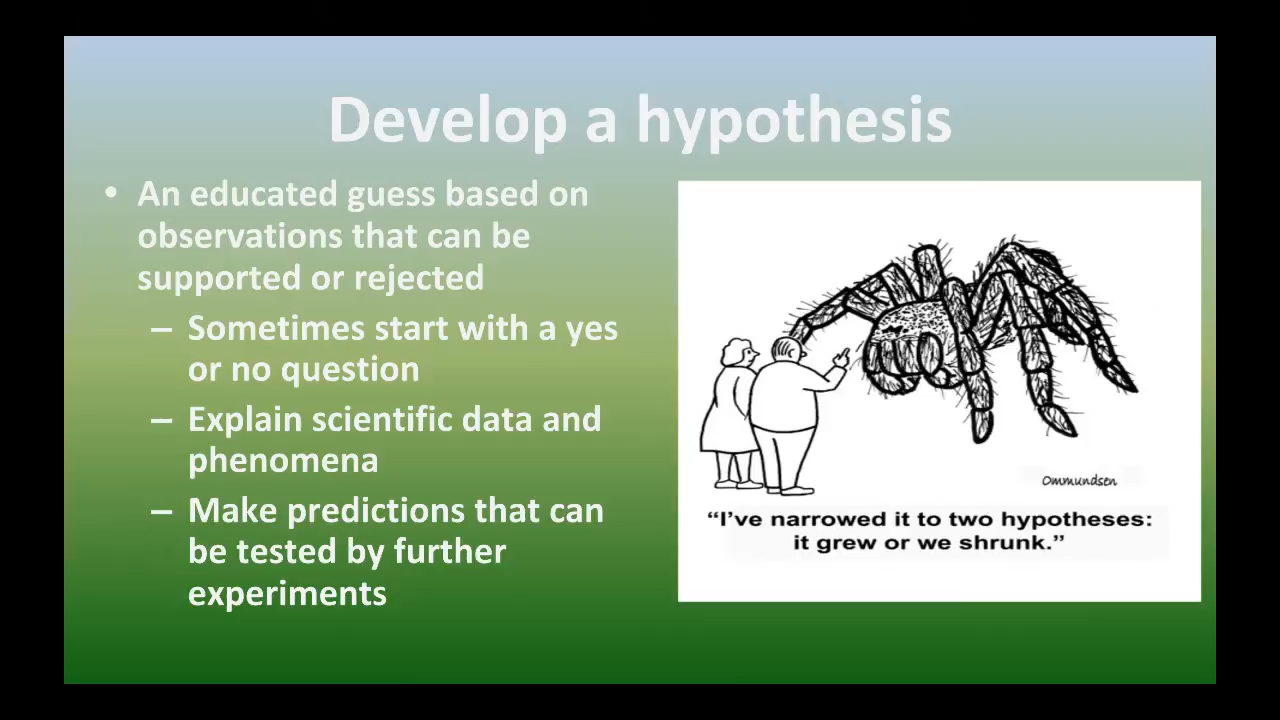 Develop a hypothesis
• An educated guess based on
observations that can be
supported or rejected
– Sometimes start with a yes
or no question
– Explain scientific data and
phenomena
– Make predictions that can
be tested by further
experiments
Ommundsen
“I’ve narrowed it to two hypotheses:
it grew or we shrunk.”